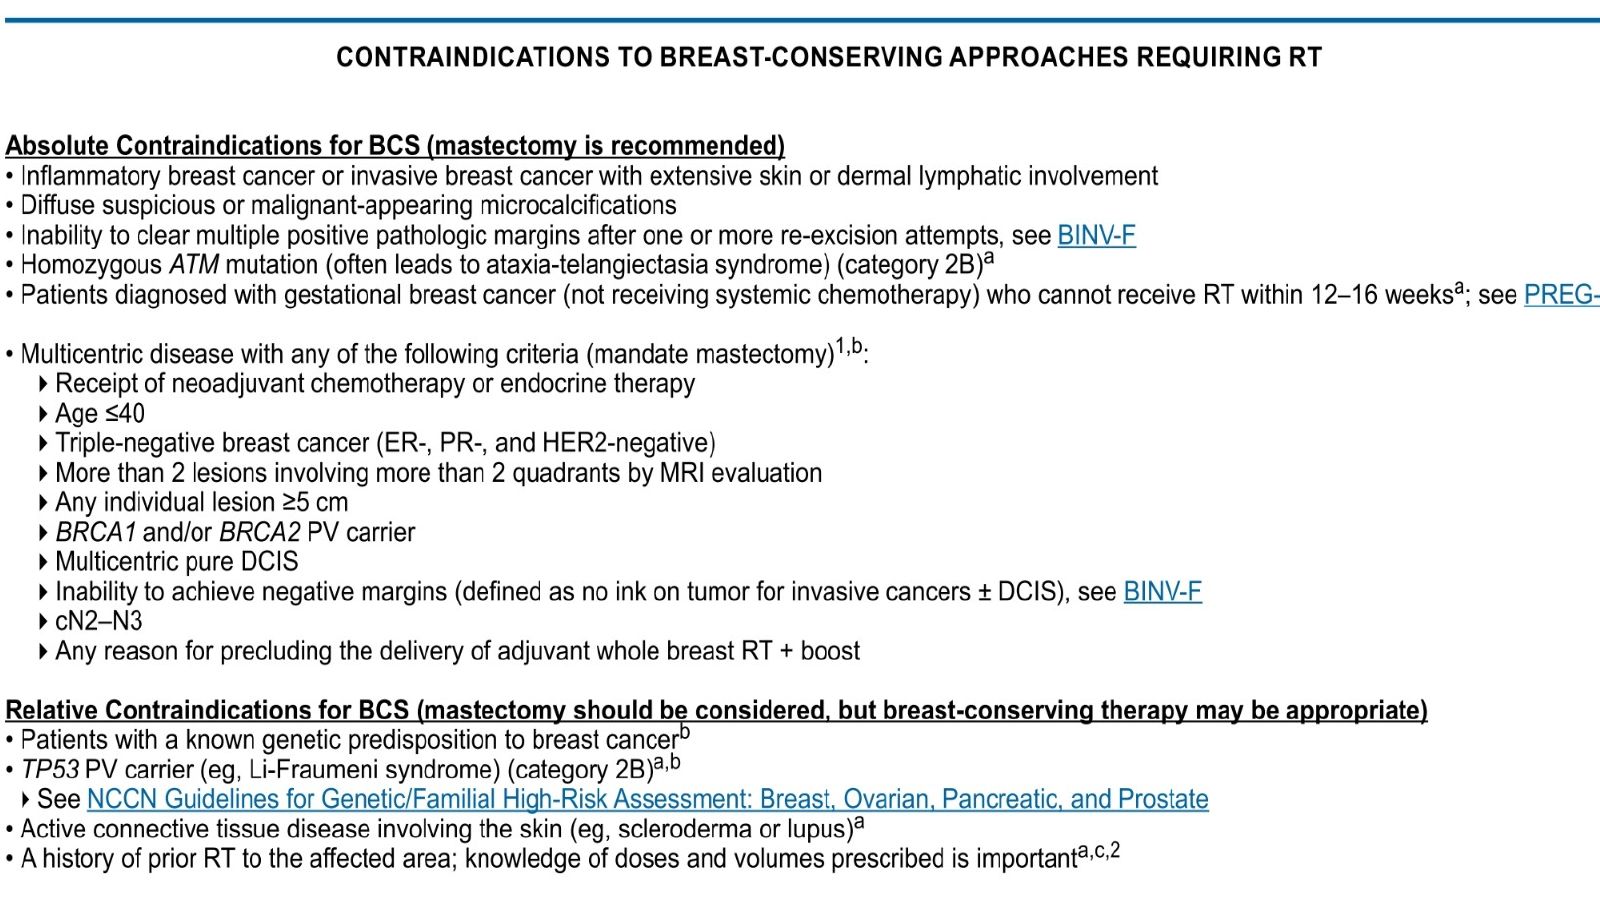 CONTRAINDICATIONS TO BREAST-CONSERVING APPROACHES REQUIRING RT
Absolute Contraindications for BCS (mastectomy is recommended)
• Inflammatory breast cancer or invasive breast cancer with extensive skin or dermal lymphatic involvement
• Diffuse suspicious or malignant-appearing microcalcifications
• Inability to clear multiple positive pathologic margins after one or more re-excision attempts, see BINV-F
• Homozygous ATM mutation (often leads to ataxia-telangiectasia syndrome) (category 2B)a
• Patients diagnosed with gestational breast cancer (not receiving systemic chemotherapy) who cannot receive RT within 12–16 weeksa; see PREG-
• Multicentric disease with any of the following criteria (mandate mastectomy)1,b:
Receipt of neoadjuvant chemotherapy or endocrine therapy
Age ≤40
Triple-negative breast cancer (ER-, PR-, and HER2-negative)
More than 2 lesions involving more than 2 quadrants by MRI evaluation
Any individual lesion ≥5 cm
BRCA1 and/or BRCA2 PV carrier
Multicentric pure DCIS
Inability to achieve negative margins (defined as no ink on tumor for invasive cancers ± DCIS), see BINV-F
cN2–N3
Any reason for precluding the delivery of adjuvant whole breast RT + boost
Relative Contraindications for BCS (mastectomy should be considered, but breast-conserving therapy may be appropriate)
• Patients with a known genetic predisposition to breast cancerb
• TP53 PV carrier (eg, Li-Fraumeni syndrome) (category 2B)a,b
See NCCN Guidelines for Genetic/Familial High-Risk Assessment: Breast, Ovarian, Pancreatic, and Prostate
• Active connective tissue disease involving the skin (eg, scleroderma or lupus)a
• A history of prior RT to the affected area; knowledge of doses and volumes prescribed is importanta,c,2